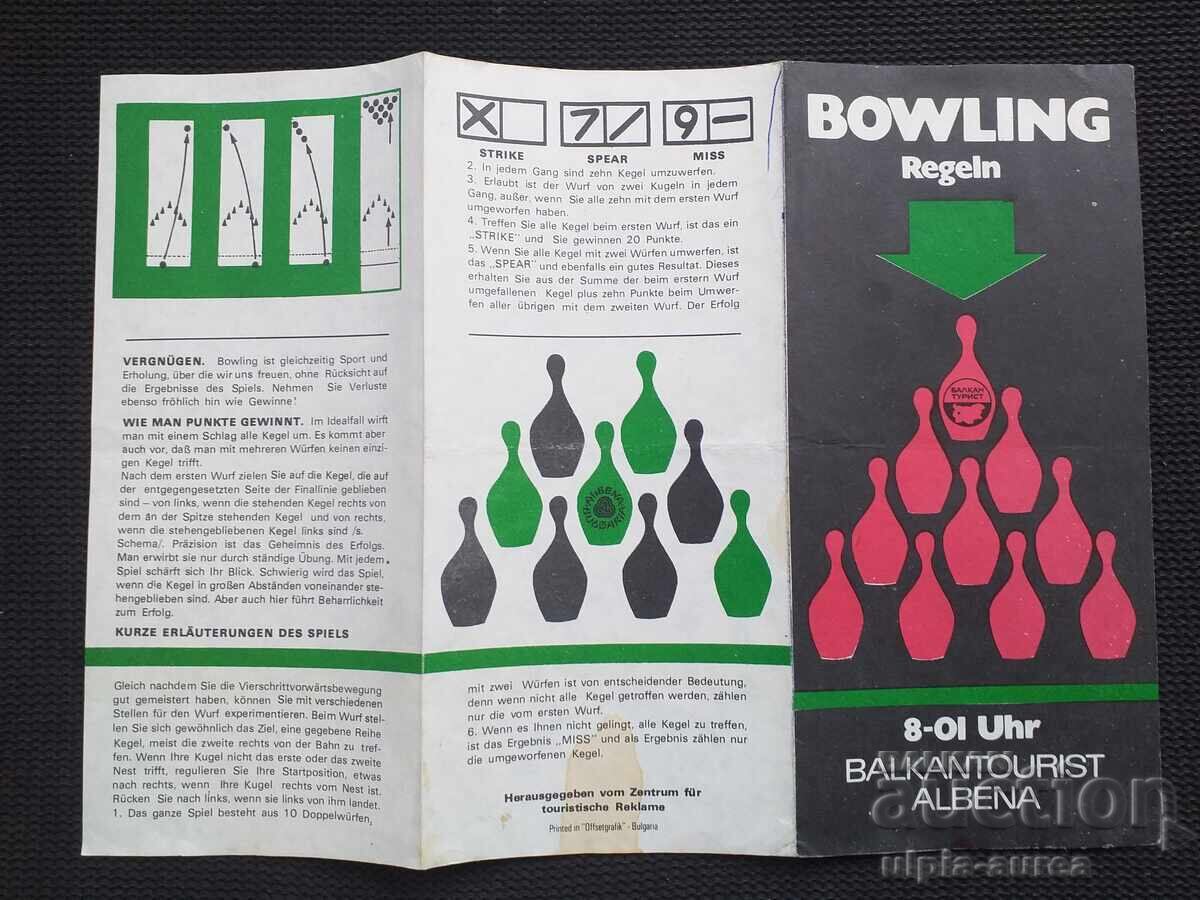 VERGNÜGEN. Bowling ist gleichzeitig Sport und
Erholung, über die wir uns freuen, ohne Rücksicht auf
die Ergebnisse des Spiels. Nehmen Sie Verluste
ebenso fröhlich hin wie Gewinne!
WIE MAN PUNKTE GEWINNT. Im Idealfall wirft
man mit einem Schlag alle Kegel um. Es kommt aber
auch vor, daß man mit mehreren Würfen keinen einzi-
gen Kegel trifft.
Nach dem ersten Wurf zielen Sie auf die Kegel, die auf
der entgegengesetzten Seite der Finallinie geblieben
sind – von links, wenn die stehenden Kegel rechts von
dem än der Spitze stehenden Kegel und von rechts,
wenn die stehengebliebenen Kegel links sind /s.
Schema/. Präzision ist das Geheimnis des Erfolgs.
Man erwirbt sie nur durch ständige Übung. Mit jedem
Spiel schärft sich Ihr Blick. Schwierig wird das Spiel,
wenn die Kegel in großen Abständen voneinander ste-
hengeblieben sind. Aber auch hier führt Beharrlichkeit
zum Erfolg.
KURZE ERLÄUTERUNGEN DES SPIELS
Gleich nachdem Sie die Vierschrittvorwärtsbewegung
gut gemeistert haben, können Sie mit verschiedenen
Stellen für den Wurf experimentieren. Beim Wurf stel-
len Sie sich gewöhnlich das Ziel, eine gegebene Reihe
Kegel, meist die zweite rechts von der Bahn zu tref-
fen. Wenn Ihre Kugel nicht das erste oder das zweite
Nest trifft, regulieren Sie Ihre Startposition, etwas
nach rechts, wenn Ihre Kugel rechts vom Nest ist.
Rücken Sie nach links, wenn sie links von ihm landet.
1. Das ganze Spiel besteht aus 10 Doppelwürfen,
X 7/ 9–
STRIKE SPEAR MISS
2. In jedem Gang sind zehn Kegel umzuwerfen.
3. Erlaubt ist der Wurf von zwei Kugeln in jedem
Gang, außer, wenn Sie alle zehn mit dem ersten Wurf
umgeworfen haben.
4. Treffen Sie alle Kegel beim ersten Wurf, ist das ein
„STRIKE" und Sie gewinnen 20 Punkte.
5. Wenn Sie alle Kegel mit zwei Würfen umwerfen, ist
das „SPEAR" und ebenfalls ein gutes Resultat. Dieses
erhalten Sie aus der Summe der beim erstern Wurf
umgefallenen Kegel plus zehn Punkte beim Umwer-
fen aller übrigen mit dem zweiten Wurf. Der Erfolg
ALBENA
BULGARIA
mit zwei Würfen ist von entscheidender Bedeutung,
denn wenn nicht alle Kegel getroffen werden, zählen
nur die vom ersten Wurf.
6. Wenn es Ihnen nicht gelingt, alle Kegel zu treffen,
ist das Ergebnis „MISS" und als Ergebnis zählen nur
die umgeworfenen Kegel.
Herausgegeben vom Zentrum für
touristische Reklame
Printed in "Offsetgrafik" - Bulgaria
BOWLING
Regeln
БАЛКАН
ТУРИСТ
8-01 Uhr
BALKANTOURIST
ALBENA
auction
ulpia-aurea